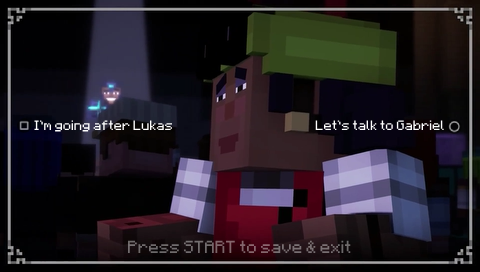 I'm going after Lukas
Let's talk to Gabriel
Press START to save & exit